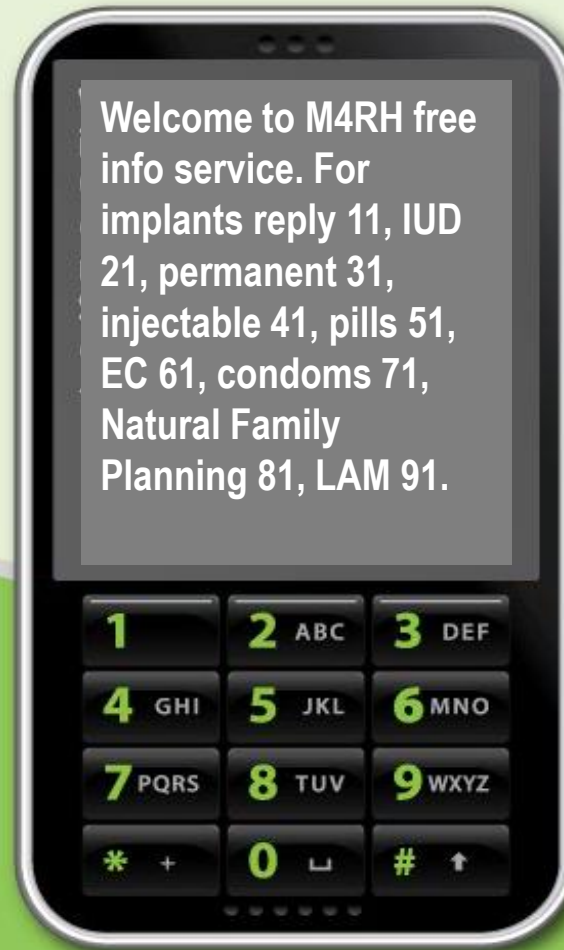 Welcome to M4RH free
info service. For
implants reply 11, IUD
21, permanent 31,
injectable 41, pills 51,
EC 61, condoms 71,
Natural Family
Planning 81, LAM 91.
1 2 ABC 3 DEF
4 GHI 5 JKL 6 MNO
7 PQRS 8 TUV 9 WXYZ
* + 0 ␣ # ⬆